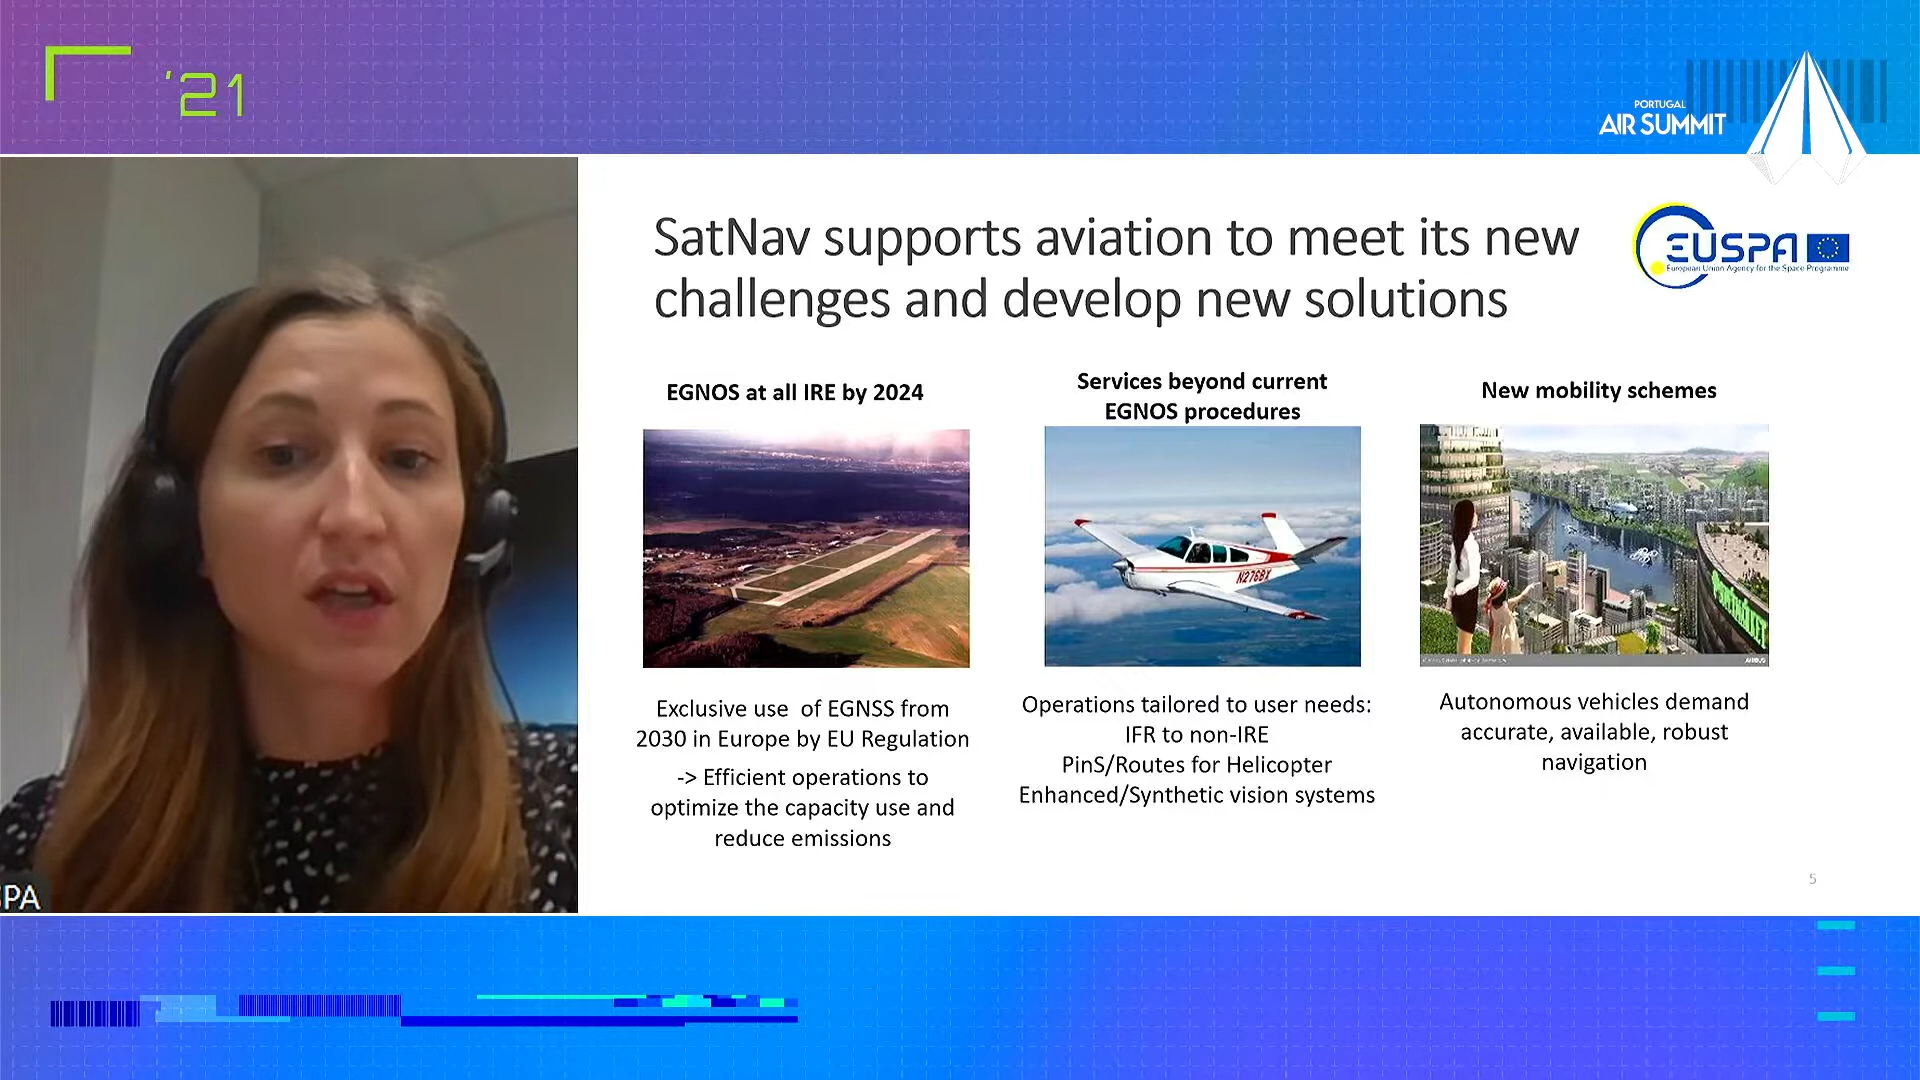 '21
PORTUGAL
AIR SUMMIT
SatNav supports aviation to meet its new
challenges and develop new solutions
EUSPA
European Union Agency for the Space Programme
EGNOS at all IRE by 2024
Exclusive use of EGNSS from
2030 in Europe by EU Regulation
-> Efficient operations to
optimize the capacity use and
reduce emissions
Services beyond current
EGNOS procedures
N276BX
Operations tailored to user needs:
IFR to non-IRE
PinS/Routes for Helicopter
Enhanced/Synthetic vision systems
New mobility schemes
AIRBUS
Autonomous vehicles demand
accurate, available, robust
navigation
5
SPA